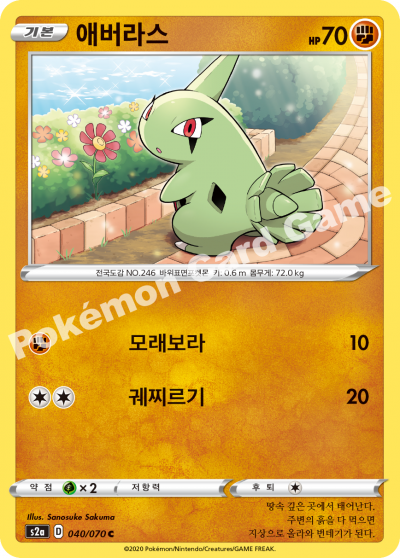 기본 애버라스 HP 70
전국도감 NO.246 바위표면포켓몬 키: 0.6 m 몸무게: 72.0 kg
모래보라 10
궤찌르기 20
약점 ×2 저항력 후퇴
Illus. Sanosuke Sakuma
s2a D 040/070 C
땅속 깊은 곳에서 태어난다.
주변의 흙을 다 먹으면
지상으로 올라와 번데기가 된다.
©2020 Pokémon/Nintendo/Creatures/GAME FREAK.
Pokémon Card Game